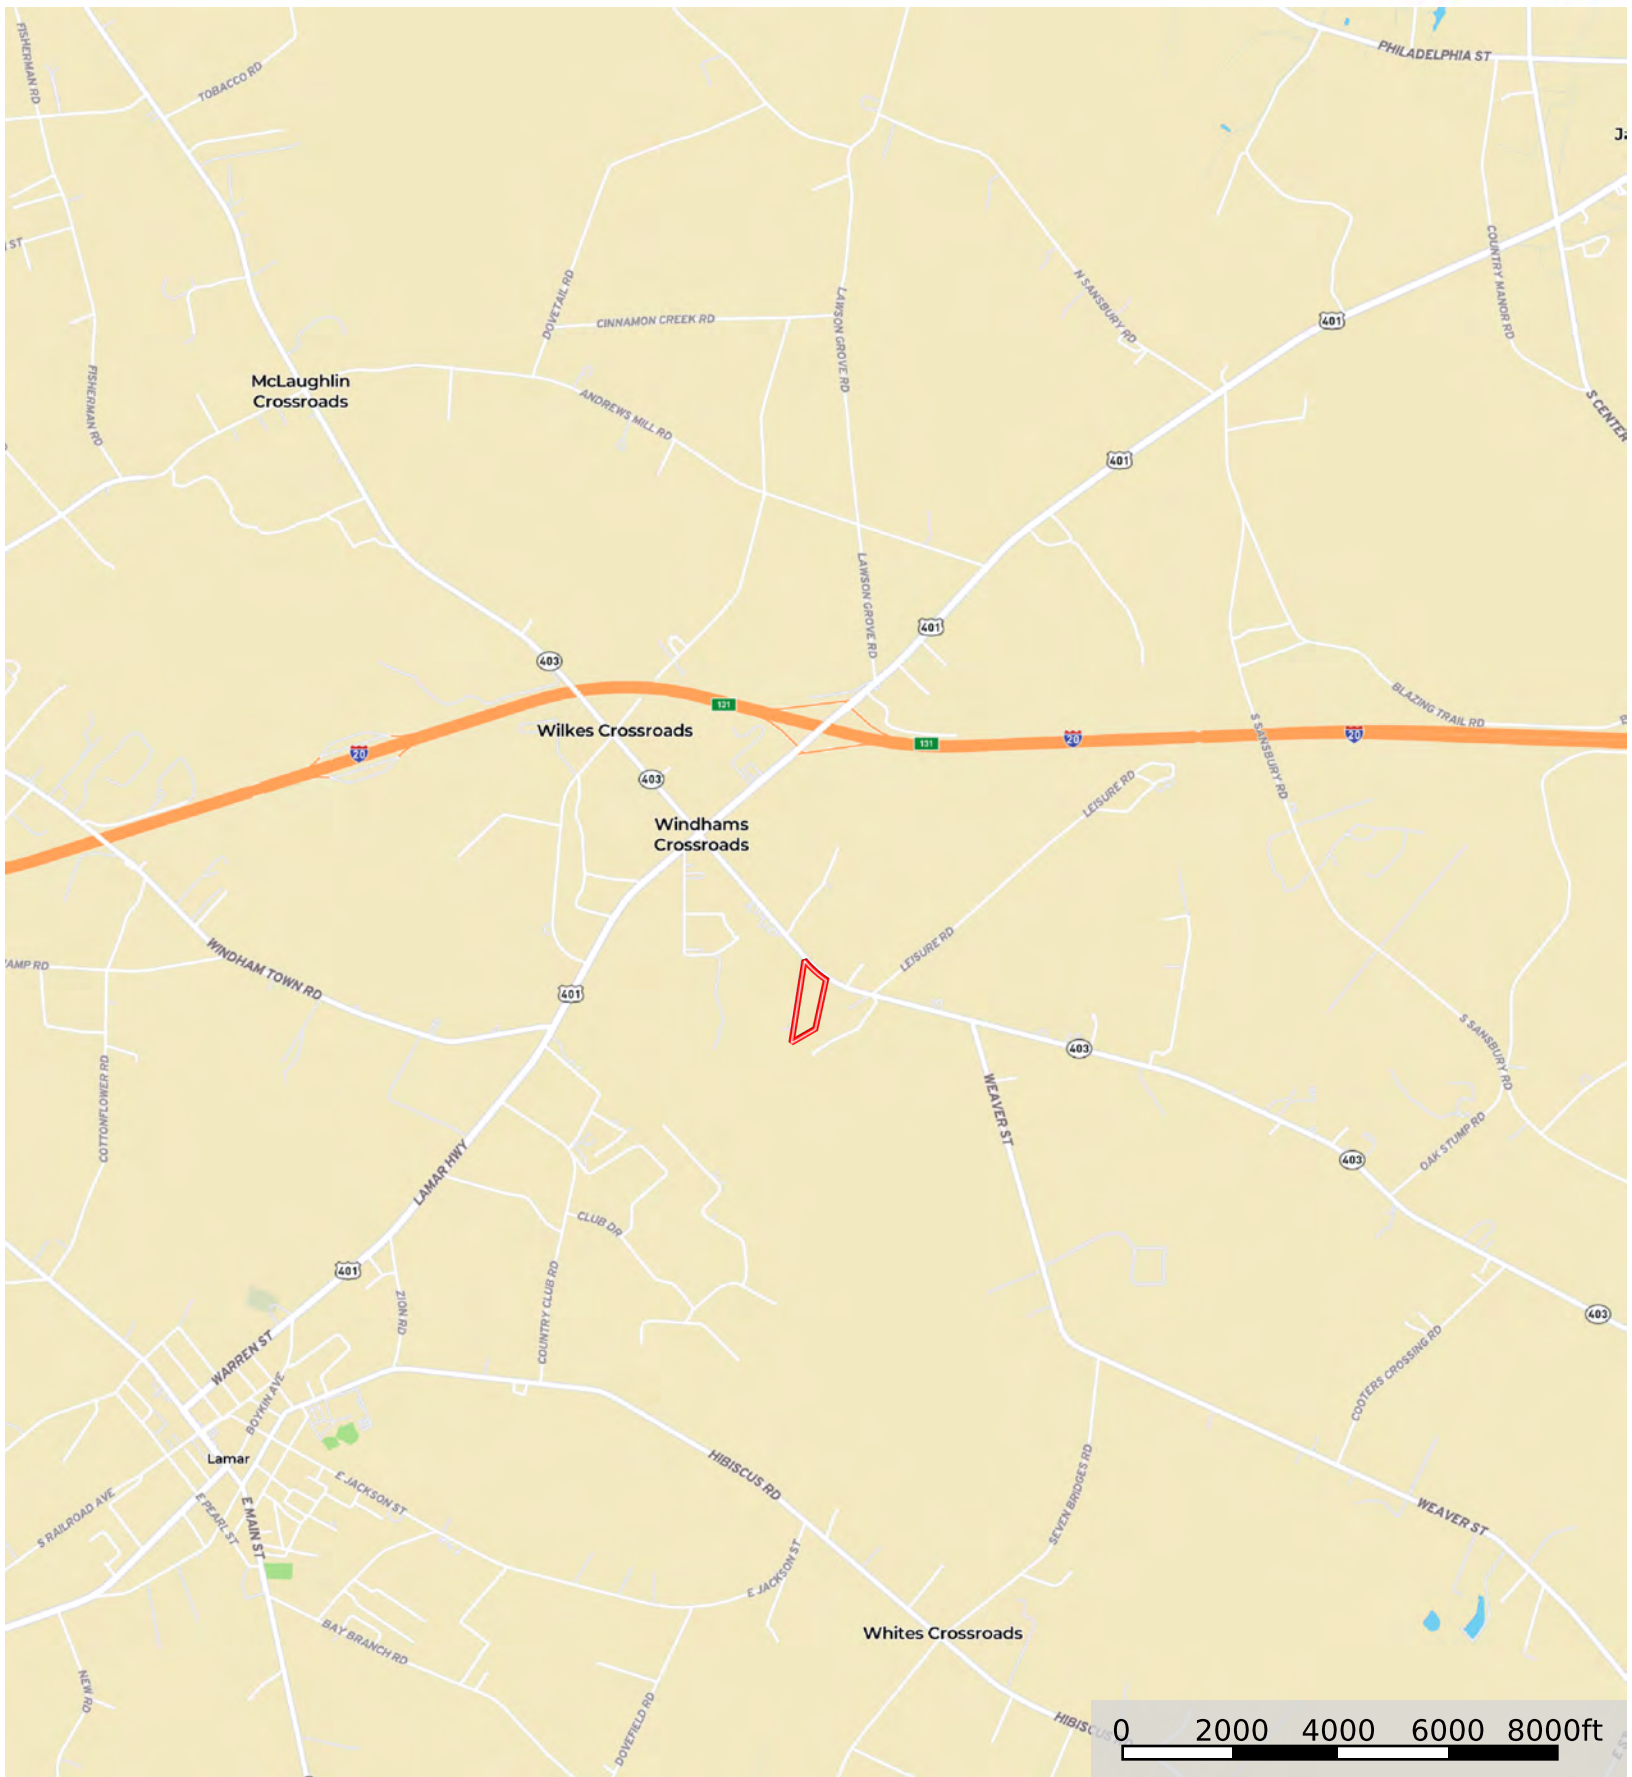 FISHERMAN RD
TOBACCO RD
PHILADELPHIA ST
DOVETAIL RD
CINNAMON CREEK RD
LAWSON GROVE RD
N SANSBURY RD
COUNTRY MANOR RD
401
McLaughlin
Crossroads
FISHERMAN RD
ANDREWS MILL RD
S CENTER
401
LAWSON GROVE RD
401
403
121
BLAZING TRAIL RD
Wilkes Crossroads
131
20
20
20
S SANSBURY RD
403
LEISURE RD
Windhams
Crossroads
LEISURE RD
WINDHAM TOWN RD
401
403
S SANSBURY RD
COTTONFLOWER RD
WEAVER ST
OAK STUMP RD
LAMAR HWY
403
CLUB DR
401
ZION RD
COUNTRY CLUB RD
403
WARREN ST
BOYKIN AVE
COOTERS CROSSING RD
Lamar
HIBISCUS RD
E JACKSON ST
S RAILROAD AVE
E PEARL ST
E MAIN ST
SEVEN BRIDGES RD
WEAVER ST
E JACKSON ST
BAY BRANCH RD
Whites Crossroads
NEW RD
DOVEFIELD RD
0 2000 4000 6000 8000ft